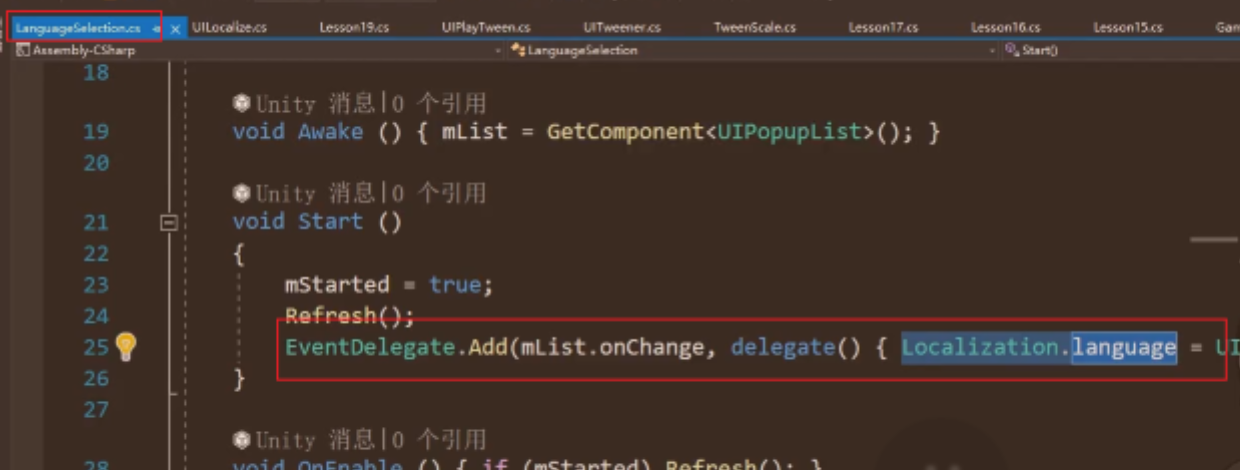 LanguageSelection.cs UILocalize.cs Lesson19.cs UIPlayTween.cs UITweener.cs TweenScale.cs Lesson17.cs Lesson16.cs Lesson15.cs Gam
Assembly-CSharp LanguageSelection Start()
18
Unity 消息|0 个引用
19 void Awake () { mList = GetComponent<UIPopupList>(); }
20
Unity 消息|0 个引用
21 void Start ()
22 {
23 mStarted = true;
24 Refresh();
25 EventDelegate.Add(mList.onChange, delegate() { Localization.language = UI
26 }
27
Unity 消息|0 个引用
28 void OnEnable () { if (mStarted) Refresh(); }